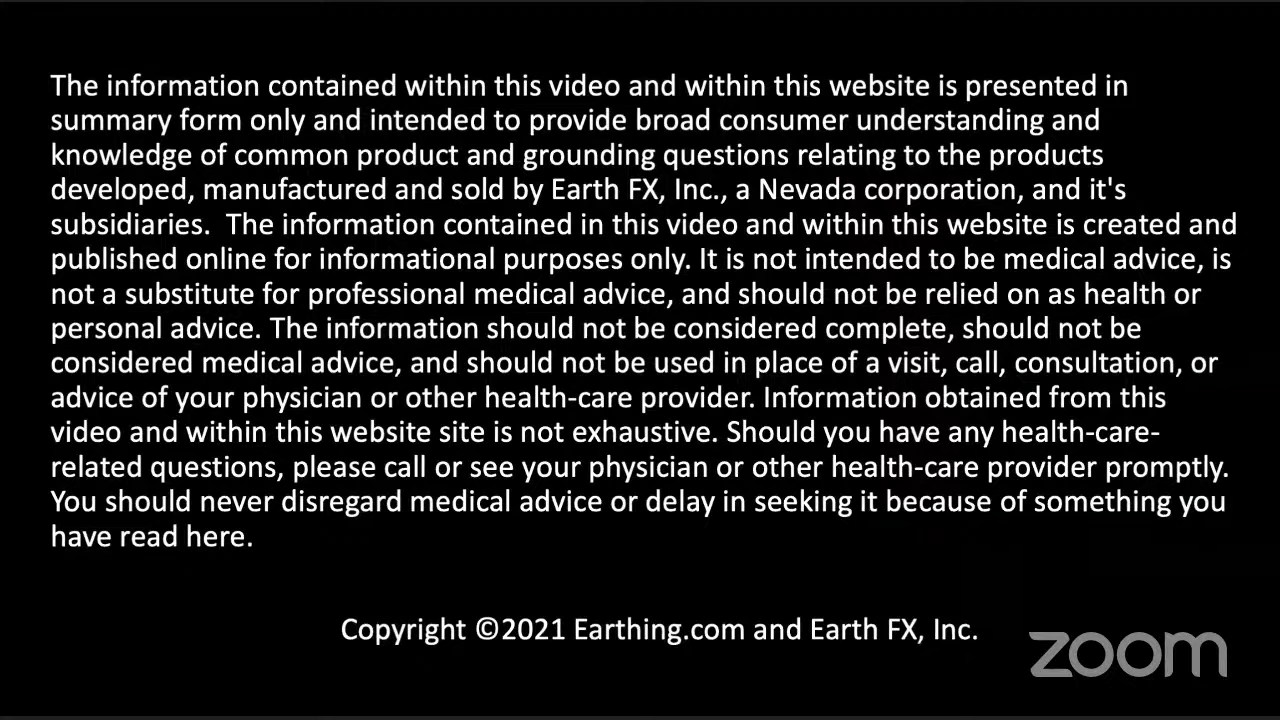 The information contained within this video and within this website is presented in
summary form only and intended to provide broad consumer understanding and
knowledge of common product and grounding questions relating to the products
developed, manufactured and sold by Earth FX, Inc., a Nevada corporation, and it's
subsidiaries.  The information contained in this video and within this website is created and
published online for informational purposes only. It is not intended to be medical advice, is
not a substitute for professional medical advice, and should not be relied on as health or
personal advice. The information should not be considered complete, should not be
considered medical advice, and should not be used in place of a visit, call, consultation, or
advice of your physician or other health-care provider. Information obtained from this
video and within this website site is not exhaustive. Should you have any health-care-
related questions, please call or see your physician or other health-care provider promptly.
You should never disregard medical advice or delay in seeking it because of something you
have read here.
Copyright ©2021 Earthing.com and Earth FX, Inc.
zoom